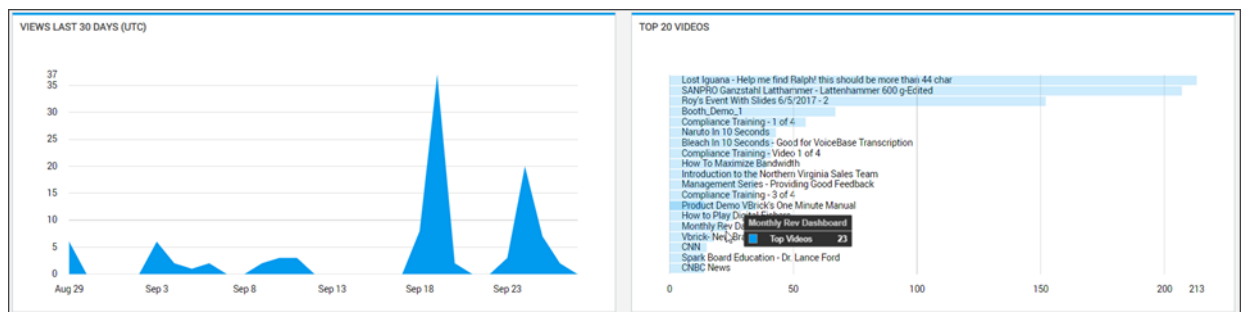 VIEWS LAST 30 DAYS (UTC)
37
35
30
25
20
15
10
5
0
Aug 29
Sep 3
Sep 8
Sep 13
Sep 18
Sep 23
TOP 20 VIDEOS
Lost Iguana - Help me find Ralph! this should be more than 44 char
SANPRO Ganzstahl Latthammer - Lattenhammer 600 g-Edited
Roy's Event With Slides 6/5/2017 - 2
Booth_Demo_1
Compliance Training - 1 of 4
Naruto In 10 Seconds
Bleach In 10 Seconds - Good for VoiceBase Transcription
Compliance Training - Video 1 of 4
How To Maximize Bandwidth
Introduction to the Northern Virginia Sales Team
Management Series - Providing Good Feedback
Compliance Training - 3 of 4
Product Demo VBrick's One Minute Manual
How to Play Digital
Monthly Rev
Monthly Rev Dashboard
Vbrick- New
Top Videos 23
CNN
Spark Board Education - Dr. Lance Ford
CNBC News
0
50
100
150
200
213